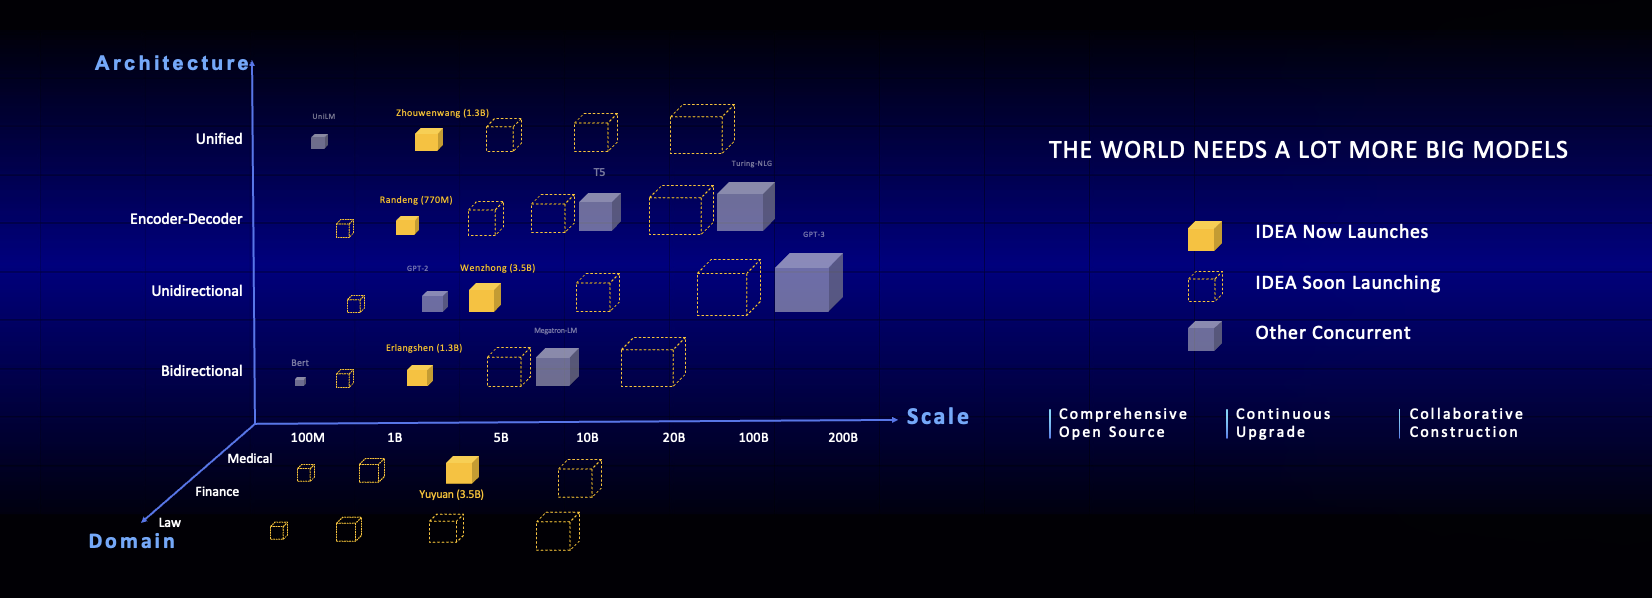 Architecture
UniLM
Zhouwenwang (1.3B)
Unified
Turing-NLG
T5
Randeng (770M)
Encoder-Decoder
GPT-3
GPT-2
Wenzhong (3.5B)
Unidirectional
Megatron-LM
Erlangshen (1.3B)
Bert
Bidirectional
Scale
100M 1B 5B 10B 20B 100B 200B
Medical
Finance
Yuyuan (3.5B)
Law
Domain
THE WORLD NEEDS A LOT MORE BIG MODELS
IDEA Now Launches
IDEA Soon Launching
Other Concurrent
Comprehensive
Open Source
Continuous
Upgrade
Collaborative
Construction